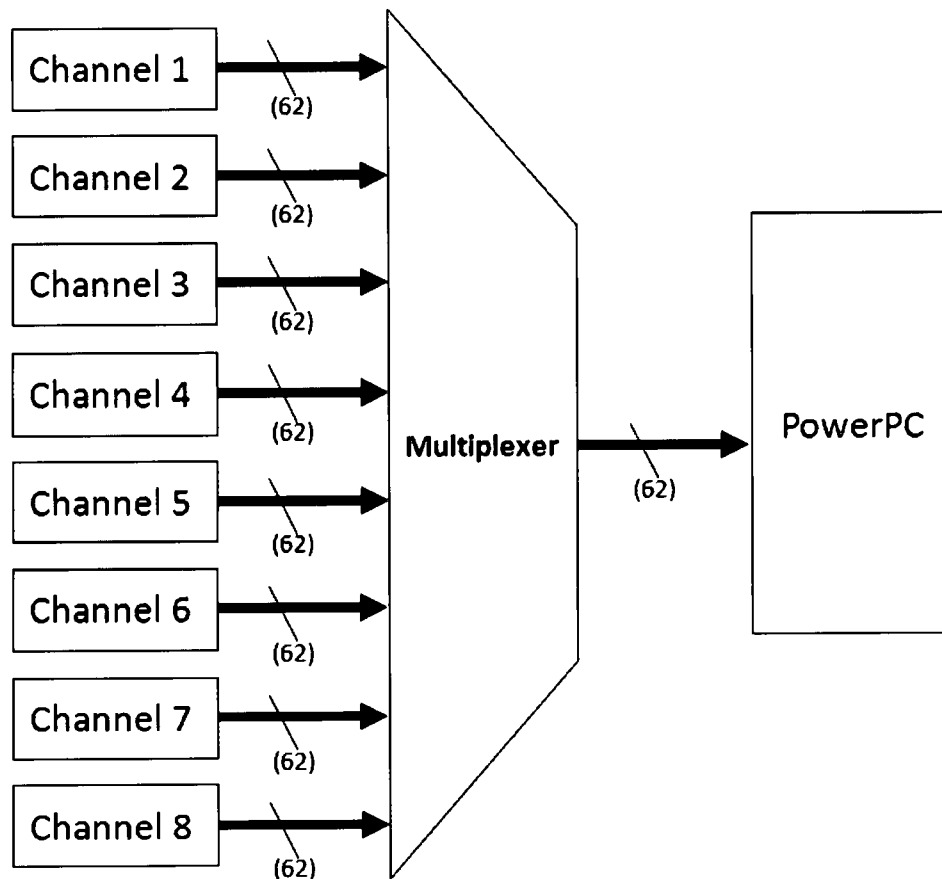 Channel 1
(62)
Channel 2
(62)
Channel 3
(62)
Channel 4
(62)
Channel 5
(62)
Channel 6
(62)
Channel 7
(62)
Channel 8
(62)
Multiplexer
(62)
PowerPC